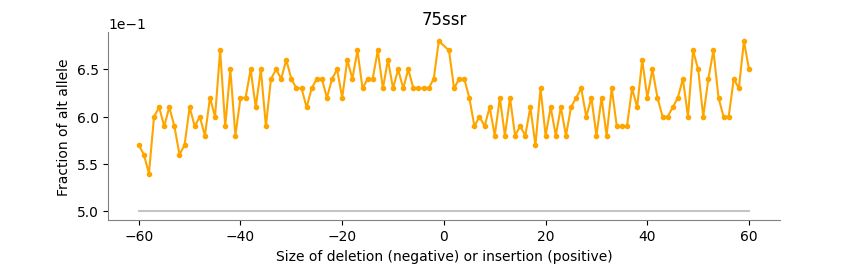 75ssr
1e−1
6.5
6.0
5.5
5.0
Fraction of alt allele
−60 −40 −20 0 20 40 60
Size of deletion (negative) or insertion (positive)